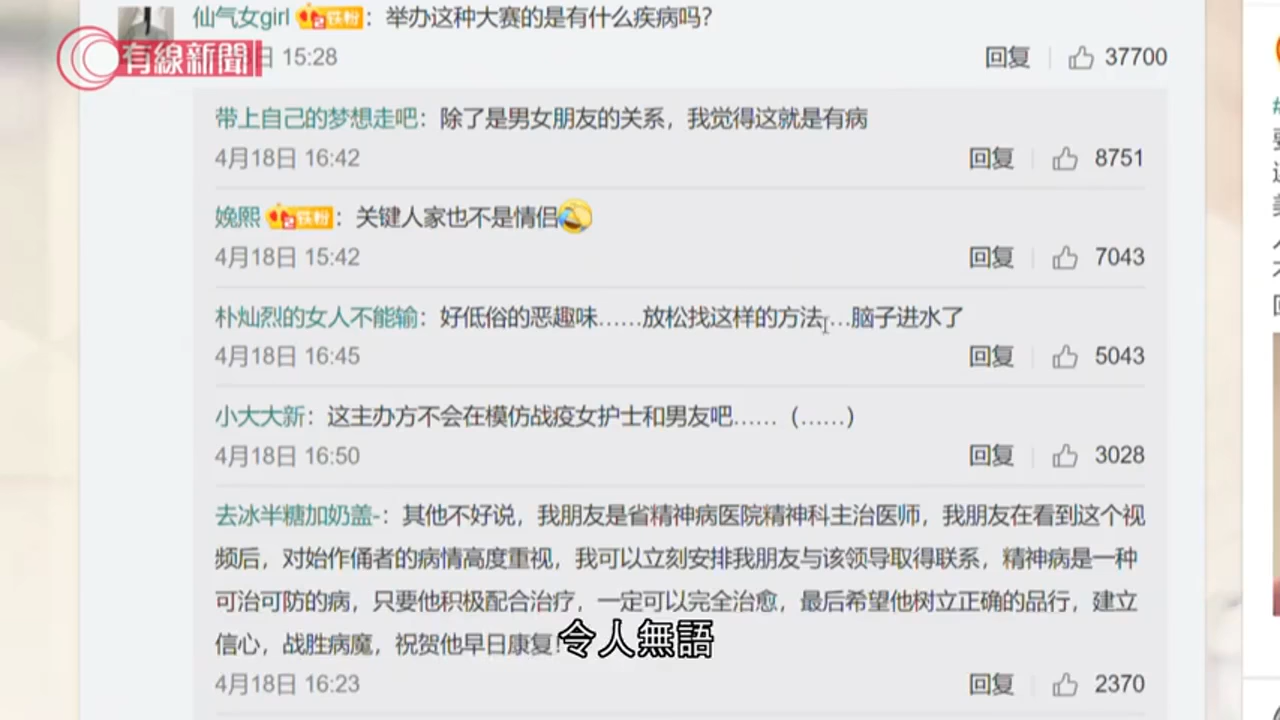 仙气女girl 铁粉：举办这种大赛的是有什么疾病吗？
有線新聞
日 15:28 回复 37700
带上自己的梦想走吧：除了是男女朋友的关系，我觉得这就是有病
4月18日 16:42 回复 8751
娩熙 铁粉：关键人家也不是情侣
4月18日 15:42 回复 7043
朴灿烈的女人不能输：好低俗的恶趣味……放松找这样的方法……脑子进水了
4月18日 16:45 回复 5043
小大大新：这主办方不会在模仿战疫女护士和男友吧……（……）
4月18日 16:50 回复 3028
去冰半糖加奶盖-：其他不好说，我朋友是省精神病医院精神科主治医师，我朋友在看到这个视
频后，对始作俑者的病情高度重视，我可以立刻安排我朋友与该领导取得联系，精神病是一种
可治可防的病，只要他积极配合治疗，一定可以完全治愈，最后希望他树立正确的品行，建立
信心，战胜病魔，祝贺他早日康复！
令人無語
4月18日 16:23 回复 2370